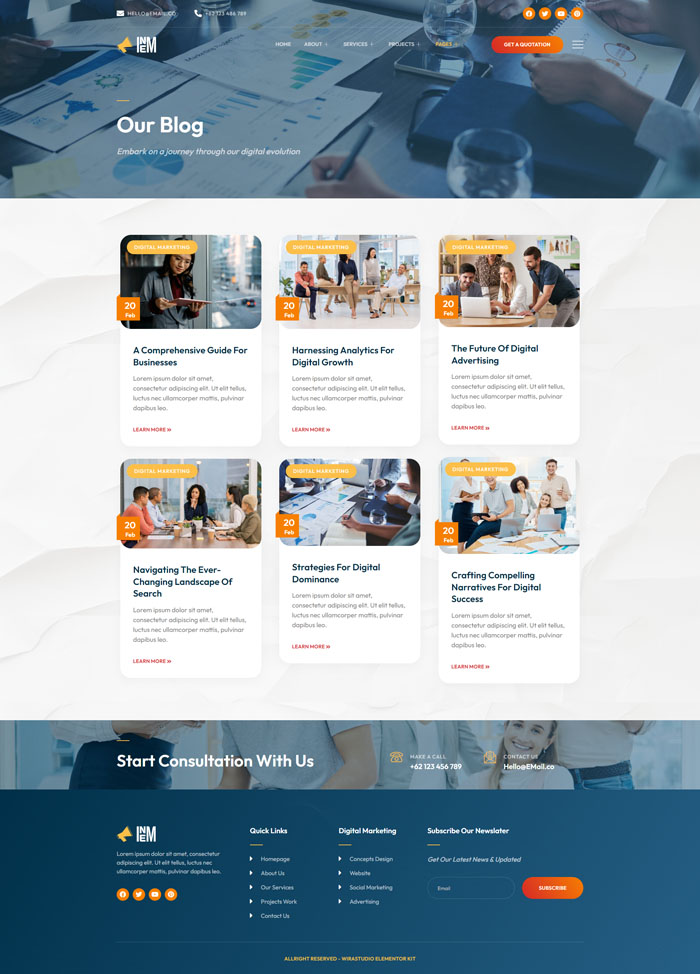 HELLO@EMAIL.CO +62 123 456 789
INEM
HOME ABOUT + SERVICES + PROJECTS + PAGES +
GET A QUOTATION
Our Blog
Embark on a journey through our digital evolution
DIGITAL MARKETING
20
Feb
A Comprehensive Guide For
Businesses
Lorem ipsum dolor sit amet,
consectetur adipiscing elit. Ut elit tellus,
luctus nec ullamcorper mattis, pulvinar
dapibus leo.
LEARN MORE »
DIGITAL MARKETING
20
Feb
Harnessing Analytics For
Digital Growth
Lorem ipsum dolor sit amet,
consectetur adipiscing elit. Ut elit tellus,
luctus nec ullamcorper mattis, pulvinar
dapibus leo.
LEARN MORE »
DIGITAL MARKETING
20
Feb
The Future Of Digital
Advertising
Lorem ipsum dolor sit amet,
consectetur adipiscing elit. Ut elit tellus,
luctus nec ullamcorper mattis, pulvinar
dapibus leo.
LEARN MORE »
DIGITAL MARKETING
20
Feb
Navigating The Ever-
Changing Landscape Of
Search
Lorem ipsum dolor sit amet,
consectetur adipiscing elit. Ut elit tellus,
luctus nec ullamcorper mattis, pulvinar
dapibus leo.
LEARN MORE »
DIGITAL MARKETING
20
Feb
Strategies For Digital
Dominance
Lorem ipsum dolor sit amet,
consectetur adipiscing elit. Ut elit tellus,
luctus nec ullamcorper mattis, pulvinar
dapibus leo.
LEARN MORE »
DIGITAL MARKETING
20
Feb
Crafting Compelling
Narratives For Digital
Success
Lorem ipsum dolor sit amet,
consectetur adipiscing elit. Ut elit tellus,
luctus nec ullamcorper mattis, pulvinar
dapibus leo.
LEARN MORE »
Start Consultation With Us
MAKE A CALL
+62 123 456 789
CONTACT US
Hello@EMail.co
INEM
Lorem ipsum dolor sit amet, consectetur
adipiscing elit. Ut elit tellus, luctus nec
ullamcorper mattis, pulvinar dapibus leo.
Quick Links
Homepage
About Us
Our Services
Projects Work
Contact Us
Digital Marketing
Concepts Design
Website
Social Marketing
Advertising
Subscribe Our Newslater
Get Our Latest News & Updated
Email
SUBSCRIBE
ALLRIGHT RESERVED - WIRASTUDIO ELEMENTOR KIT